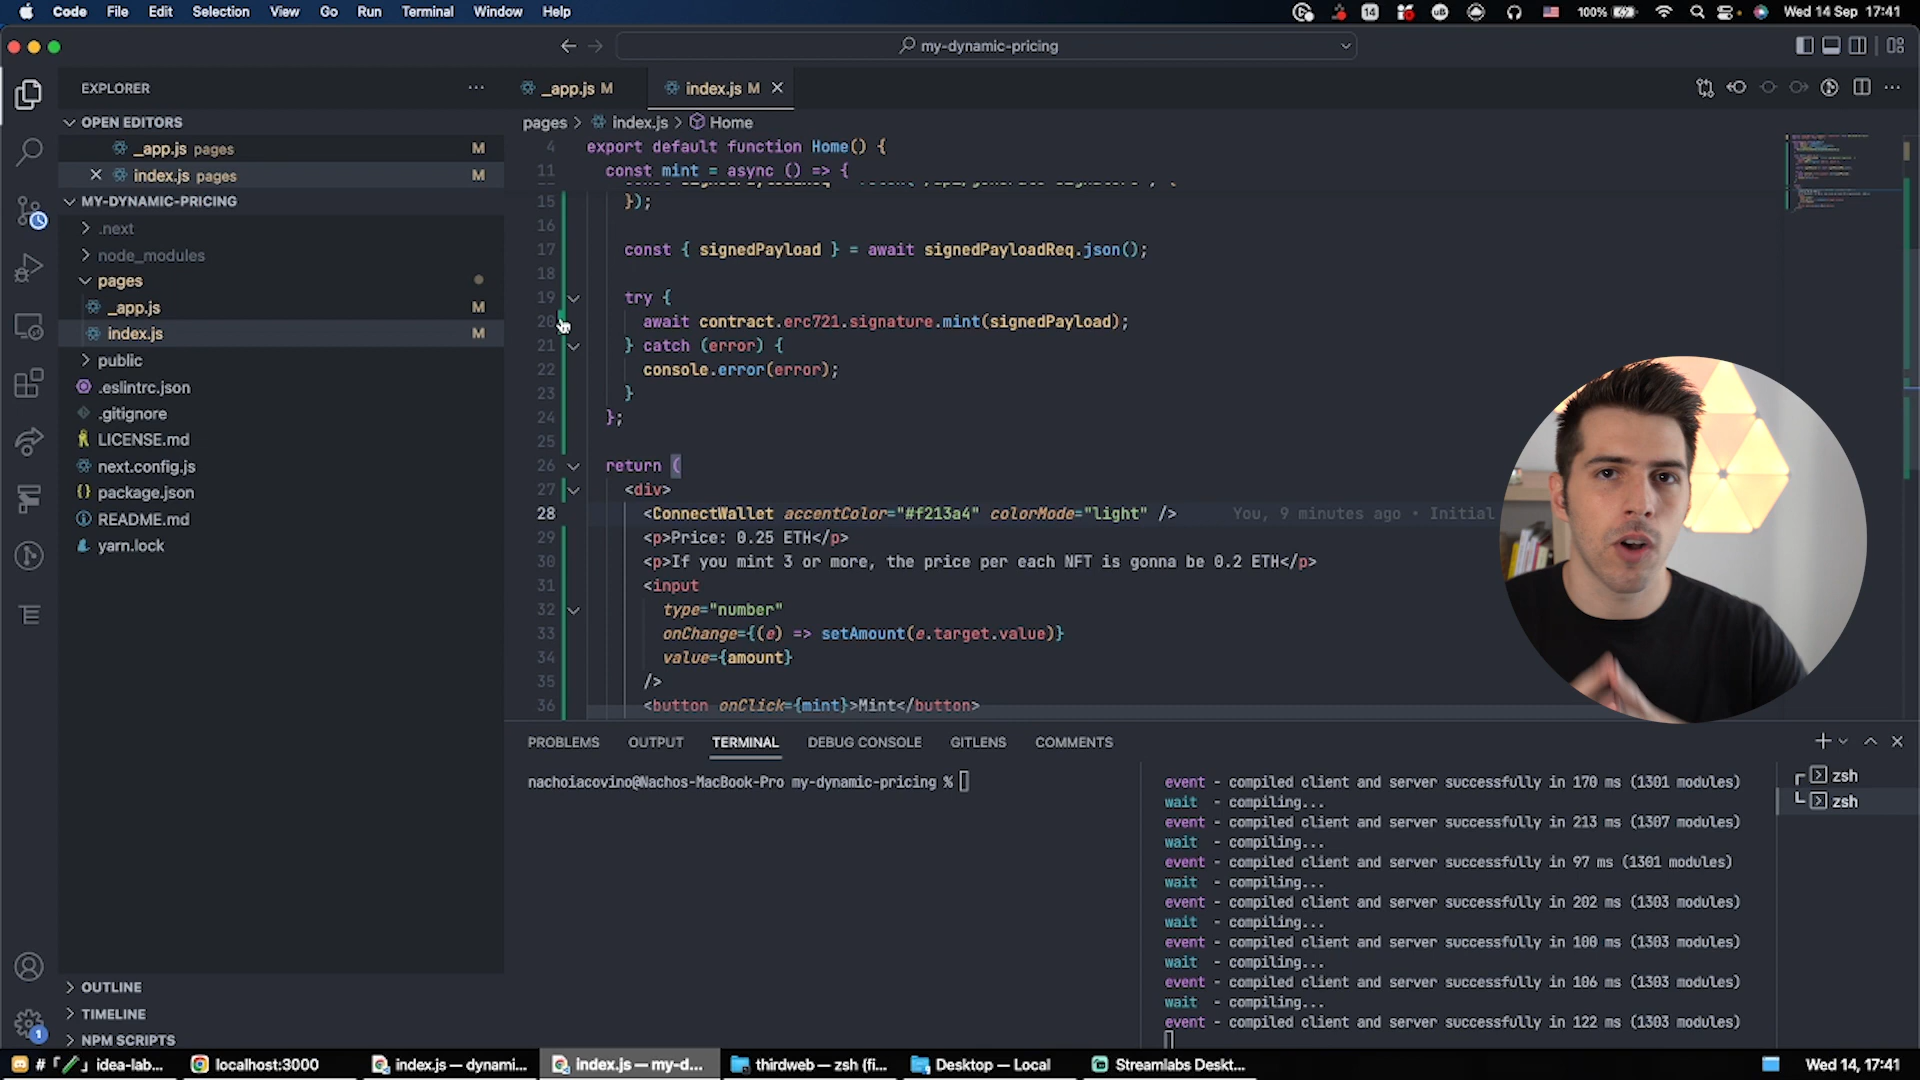 Code File Edit Selection View Go Run Terminal Window Help
14 100% Wed 14 Sep 17:41
my-dynamic-pricing
EXPLORER
OPEN EDITORS
_app.js pages M
index.js pages M
MY-DYNAMIC-PRICING
.next
node_modules
pages
_app.js M
index.js M
public
.eslintrc.json
.gitignore
LICENSE.md
next.config.js
package.json
README.md
yarn.lock
OUTLINE
TIMELINE
NPM SCRIPTS
1
_app.js M
index.js M
pages > index.js > Home
4 export default function Home() {
11 const mint = async () => {
15 });
16
17 const { signedPayload } = await signedPayloadReq.json();
18
19 try {
20 await contract.erc721.signature.mint(signedPayload);
21 } catch (error) {
22 console.error(error);
23 }
24 };
25
26 return (
27 <div>
28 <ConnectWallet accentColor="#f213a4" colorMode="light" /> You, 9 minutes ago • Initial
29 <p>Price: 0.25 ETH</p>
30 <p>If you mint 3 or more, the price per each NFT is gonna be 0.2 ETH</p>
31 <input
32 type="number"
33 onChange={(e) => setAmount(e.target.value)}
34 value={amount}
35 />
36 <button onClick={mint}>Mint</button>
PROBLEMS OUTPUT TERMINAL DEBUG CONSOLE GITLENS COMMENTS
nachoiacovino@Nachos-MacBook-Pro my-dynamic-pricing %
event - compiled client and server successfully in 170 ms (1301 modules)
wait - compiling...
event - compiled client and server successfully in 213 ms (1307 modules)
wait - compiling...
event - compiled client and server successfully in 97 ms (1301 modules)
wait - compiling...
event - compiled client and server successfully in 202 ms (1303 modules)
wait - compiling...
event - compiled client and server successfully in 100 ms (1303 modules)
wait - compiling...
event - compiled client and server successfully in 106 ms (1303 modules)
wait - compiling...
event - compiled client and server successfully in 122 ms (1303 modules)
zsh
zsh
# idea-lab...
localhost:3000
index.js — dynami...
index.js — my-d...
thirdweb — zsh (fi...
Desktop — Local
Streamlabs Deskt...
Wed 14, 17:41